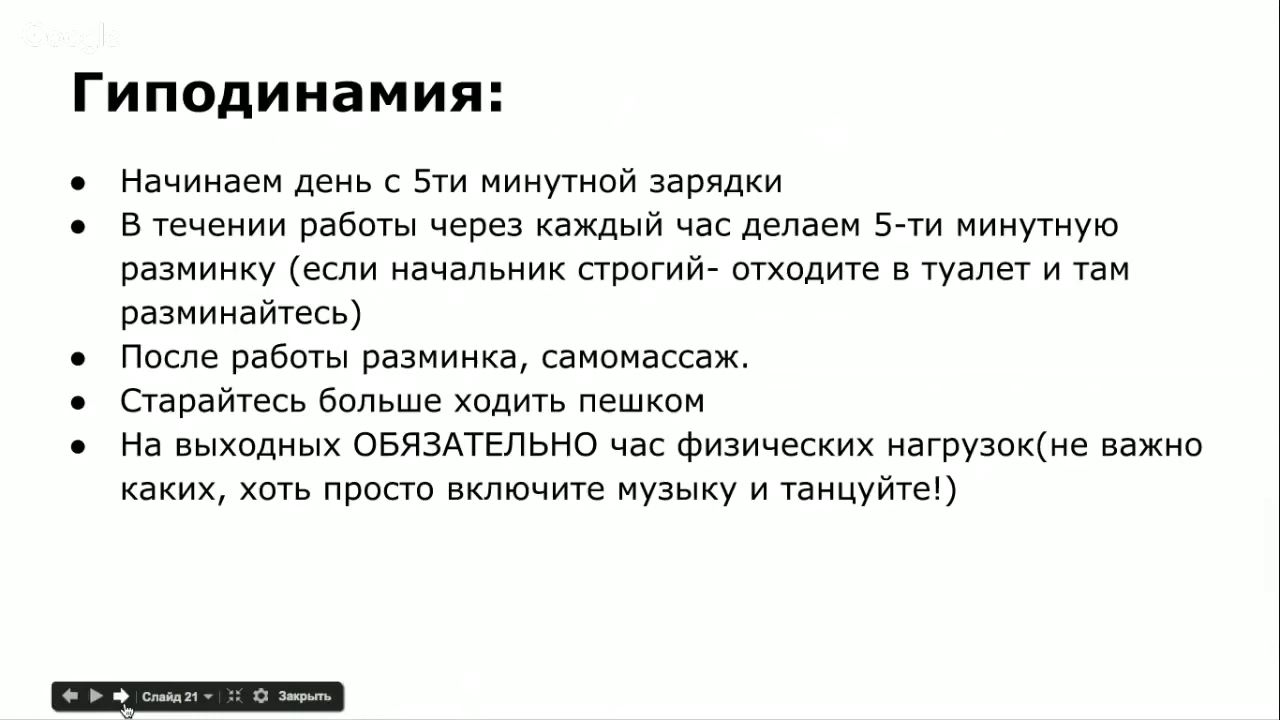 Google
Гиподинамия:
● Начинаем день с 5ти минутной зарядки
● В течении работы через каждый час делаем 5-ти минутную
разминку (если начальник строгий- отходите в туалет и там
разминайтесь)
● После работы разминка, самомассаж.
● Старайтесь больше ходить пешком
● На выходных ОБЯЗАТЕЛЬНО час физических нагрузок(не важно
каких, хоть просто включите музыку и танцуйте!)
Слайд 21 Закрыть